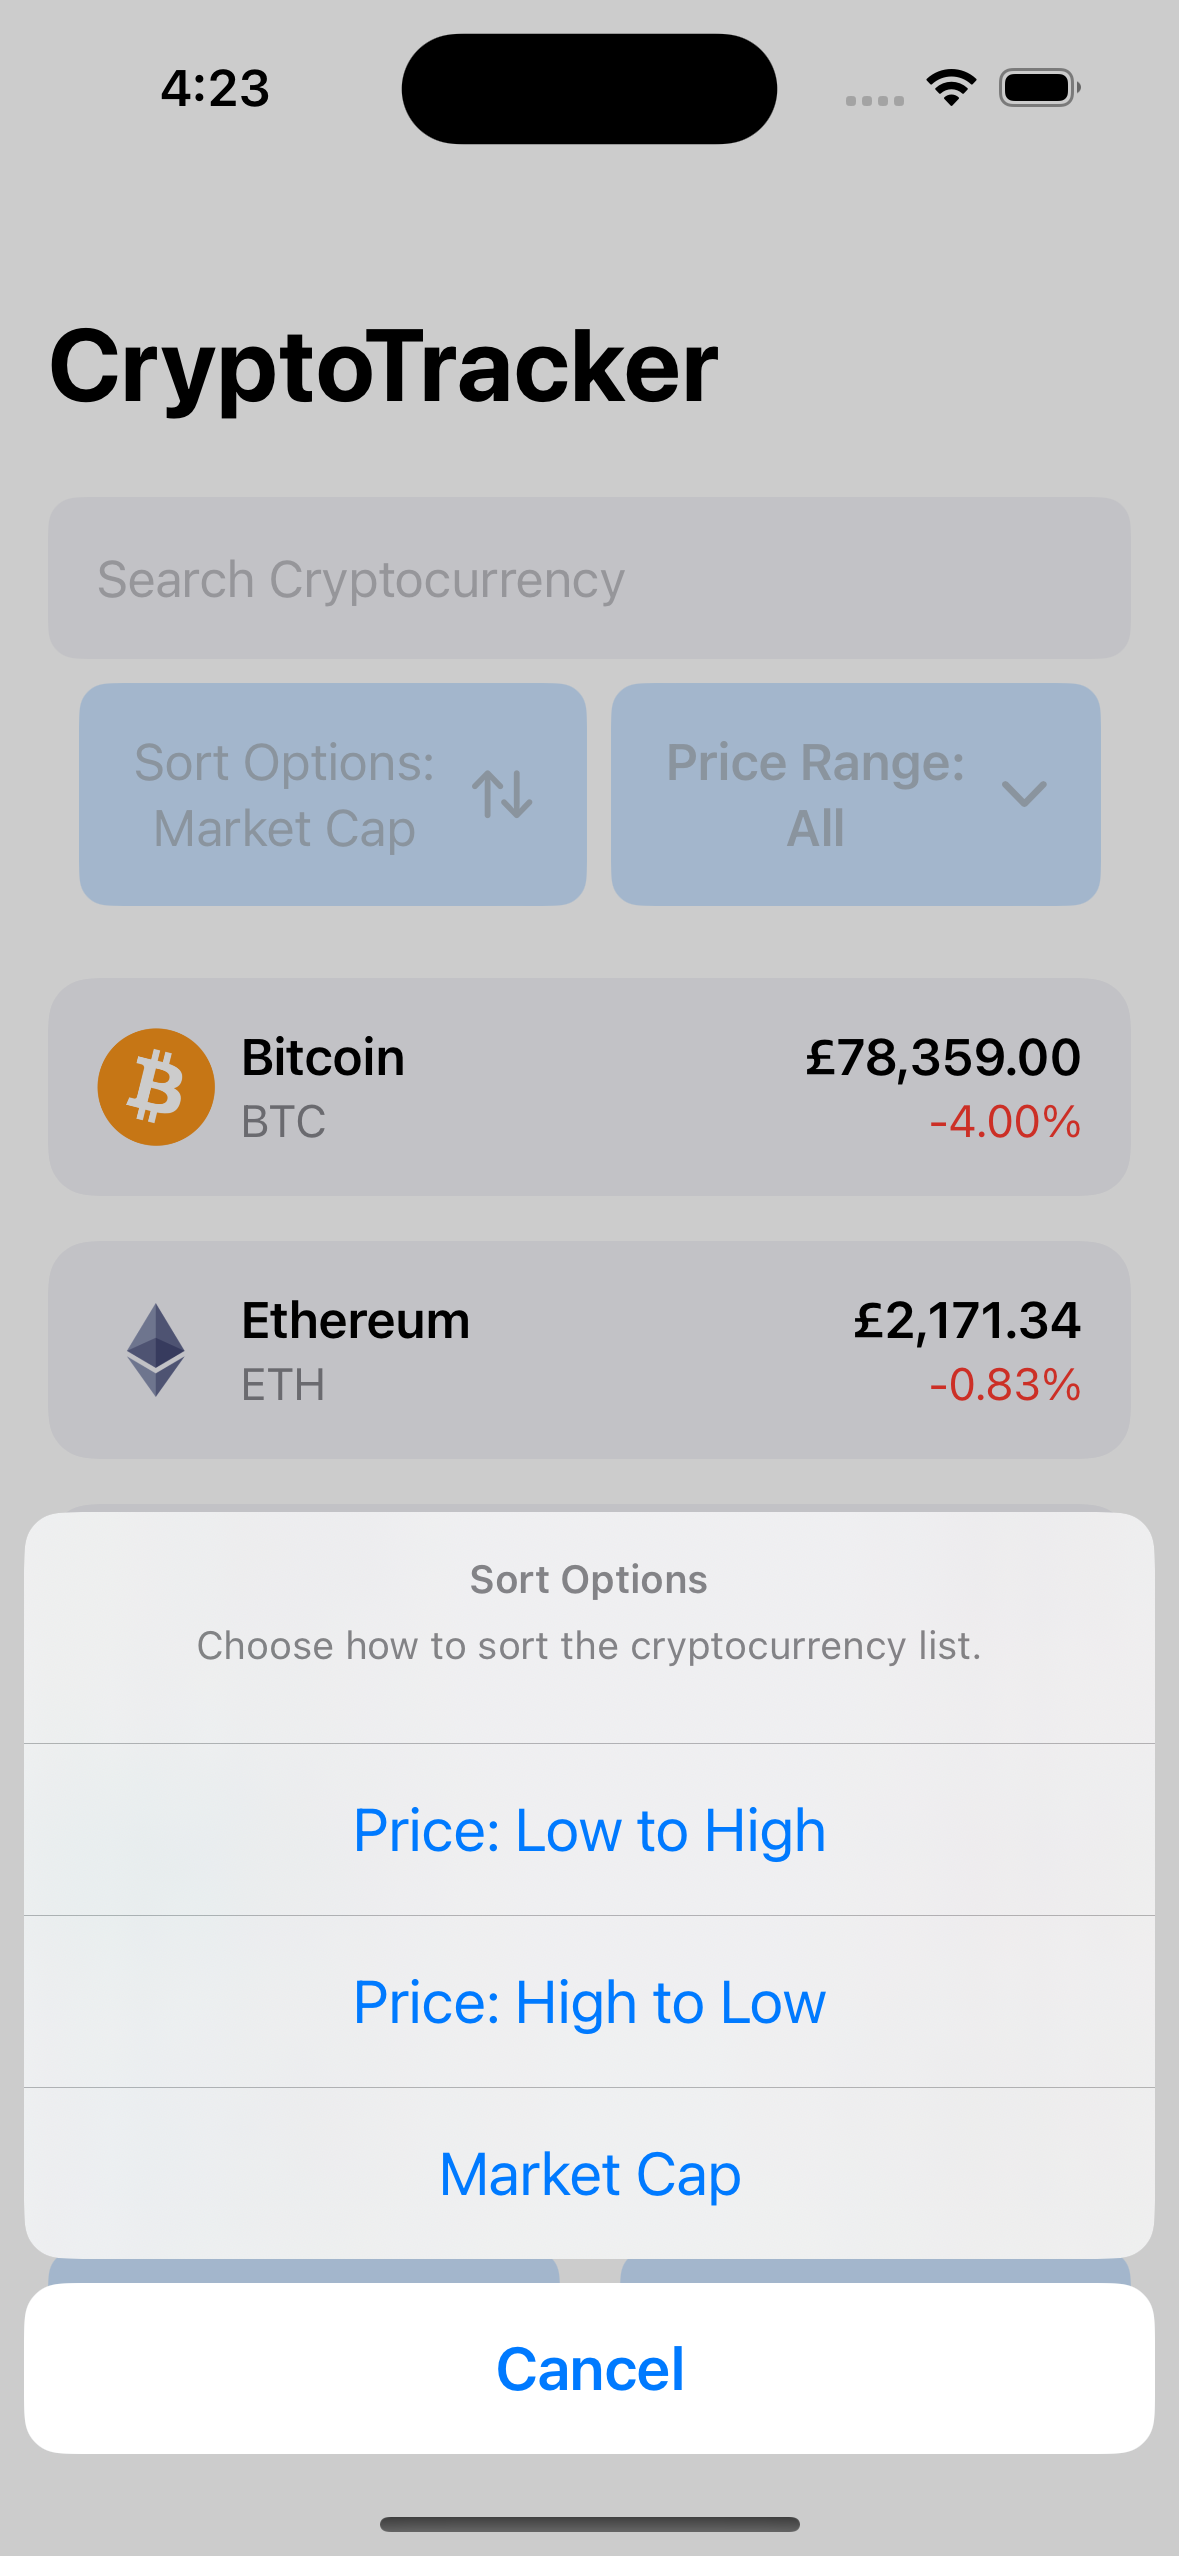 4:23
CryptoTracker
Search Cryptocurrency
Sort Options:
Market Cap
Price Range:
All
Bitcoin
£78,359.00
BTC
-4.00%
Ethereum
£2,171.34
ETH
-0.83%
Sort Options
Choose how to sort the cryptocurrency list.
Price: Low to High
Price: High to Low
Market Cap
Cancel